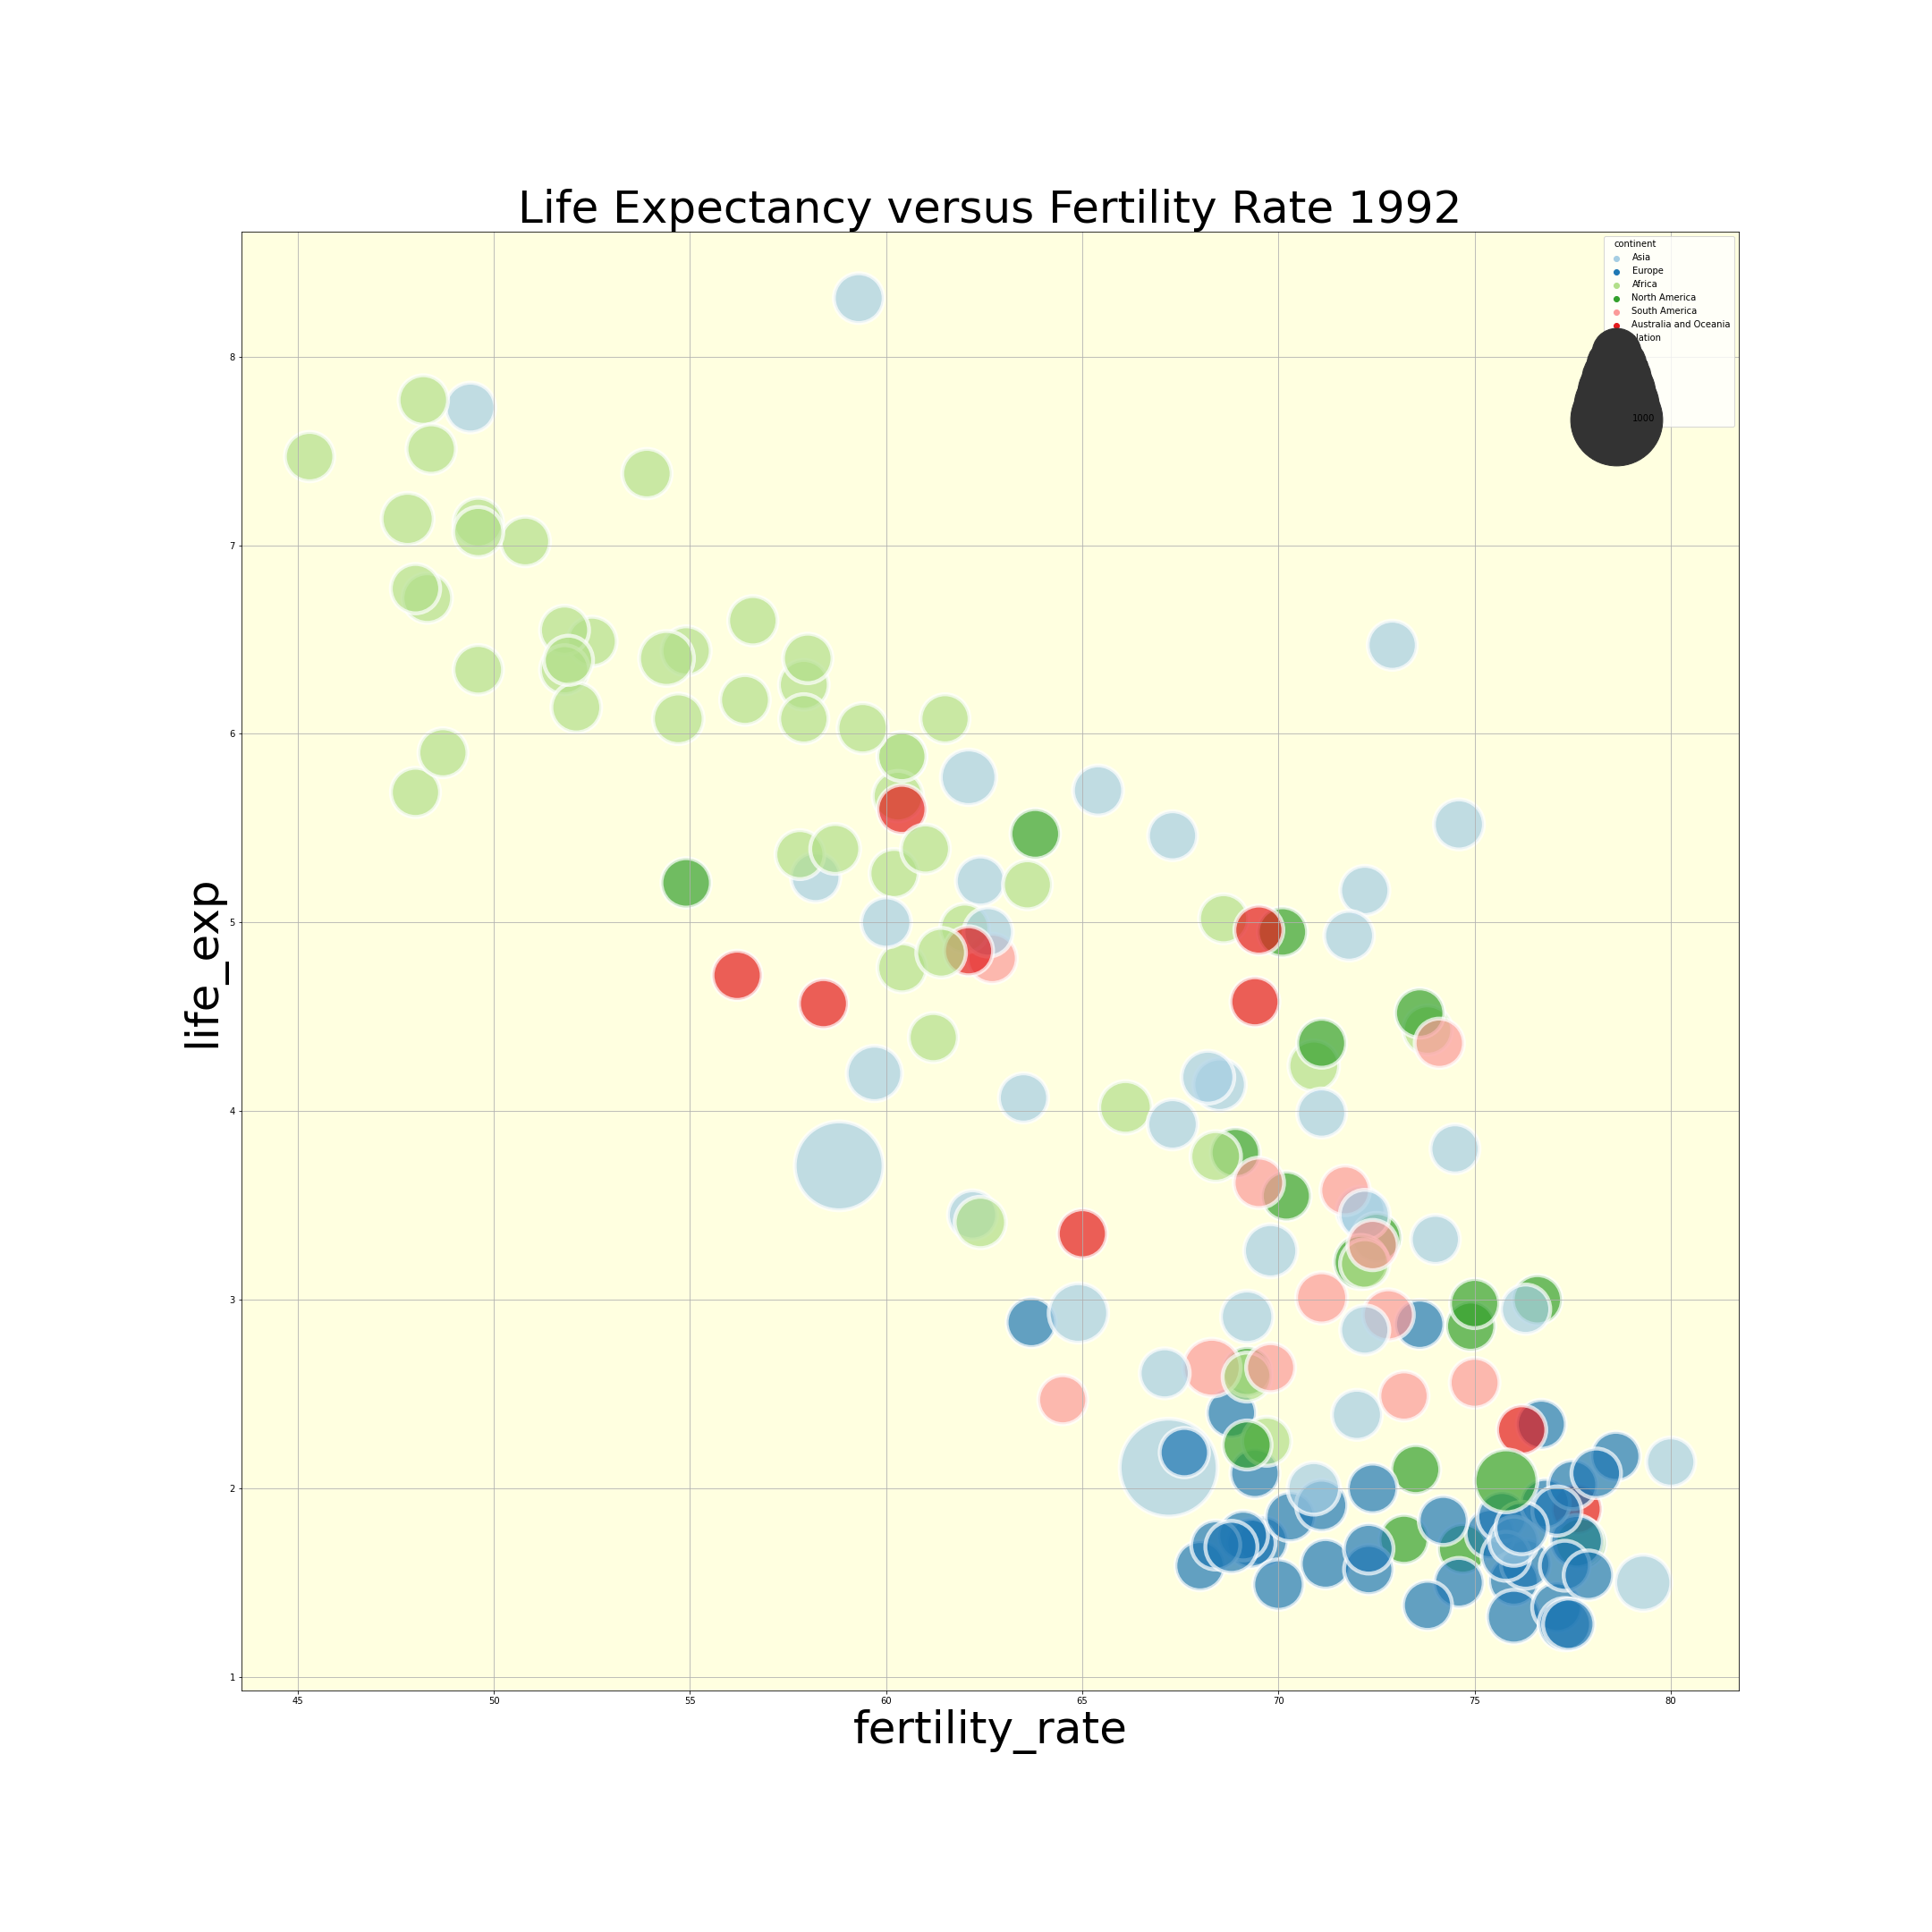 Life Expectancy versus Fertility Rate 1992
continent
Asia
Europe
Africa
North America
South America
Australia and Oceania
1000
8
7
6
5
4
3
2
1
life_exp
45 50 55 60 65 70 75 80
fertility_rate